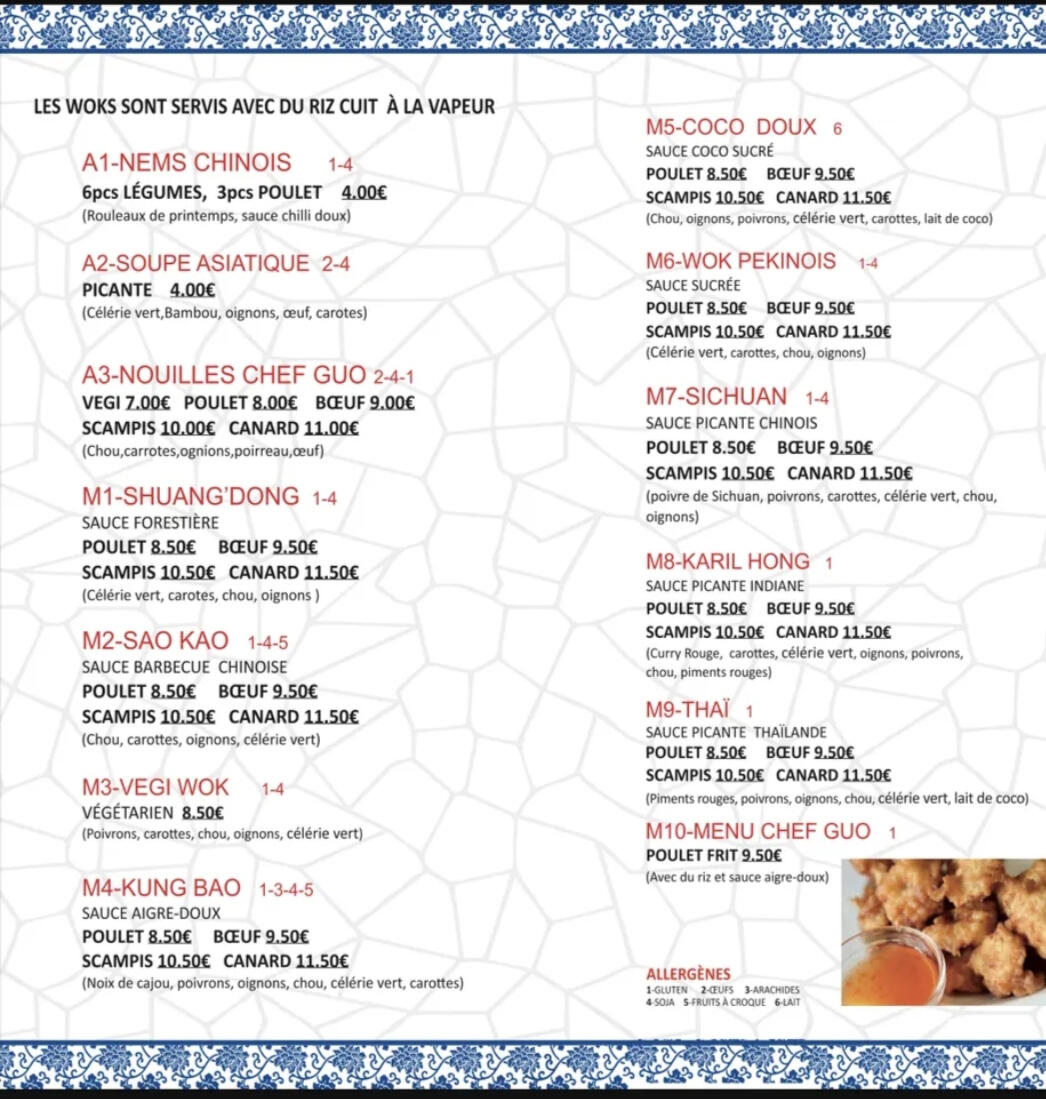 LES WOKS SONT SERVIS AVEC DU RIZ CUIT À LA VAPEUR
A1-NEMS CHINOIS 1-4
6pcs LÉGUMES, 3pcs POULET 4.00€
(Rouleaux de printemps, sauce chilli doux)
A2-SOUPE ASIATIQUE 2-4
PICANTE 4.00€
(Célérie vert,Bambou, oignons, œuf, carotes)
A3-NOUILLES CHEF GUO 2-4-1
VEGI 7.00€ POULET 8.00€ BŒUF 9.00€
SCAMPIS 10.00€ CANARD 11.00€
(Chou,carrotes,ognions,poirreau,œuf)
M1-SHUANG'DONG 1-4
SAUCE FORESTIÈRE
POULET 8.50€ BŒUF 9.50€
SCAMPIS 10.50€ CANARD 11.50€
(Célérie vert, carotes, chou, oignons )
M2-SAO KAO 1-4-5
SAUCE BARBECUE CHINOISE
POULET 8.50€ BŒUF 9.50€
SCAMPIS 10.50€ CANARD 11.50€
(Chou, carottes, oignons, célérie vert)
M3-VEGI WOK 1-4
VÉGÉTARIEN 8.50€
(Poivrons, carottes, chou, oignons, célérie vert)
M4-KUNG BAO 1-3-4-5
SAUCE AIGRE-DOUX
POULET 8.50€ BŒUF 9.50€
SCAMPIS 10.50€ CANARD 11.50€
(Noix de cajou, poivrons, oignons, chou, célérie vert, carottes)
M5-COCO DOUX 6
SAUCE COCO SUCRÉ
POULET 8.50€ BŒUF 9.50€
SCAMPIS 10.50€ CANARD 11.50€
(Chou, oignons, poivrons, célérie vert, carottes, lait de coco)
M6-WOK PEKINOIS 1-4
SAUCE SUCRÉE
POULET 8.50€ BŒUF 9.50€
SCAMPIS 10.50€ CANARD 11.50€
(Célérie vert, carottes, chou, oignons)
M7-SICHUAN 1-4
SAUCE PICANTE CHINOIS
POULET 8.50€ BŒUF 9.50€
SCAMPIS 10.50€ CANARD 11.50€
(poivre de Sichuan, poivrons, carottes, célérie vert, chou,
oignons)
M8-KARIL HONG 1
SAUCE PICANTE INDIANE
POULET 8.50€ BŒUF 9.50€
SCAMPIS 10.50€ CANARD 11.50€
(Curry Rouge, carottes, célérie vert, oignons, poivrons,
chou, piments rouges)
M9-THAÏ 1
SAUCE PICANTE THAÏLANDE
POULET 8.50€ BŒUF 9.50€
SCAMPIS 10.50€ CANARD 11.50€
(Piments rouges, poivrons, oignons, chou, célérie vert, lait de coco)
M10-MENU CHEF GUO 1
POULET FRIT 9.50€
(Avec du riz et sauce aigre-doux)
ALLERGÈNES
1-GLUTEN 2-ŒUFS 3-ARACHIDES
4-SOJA 5-FRUITS À CROQUE 6-LAIT